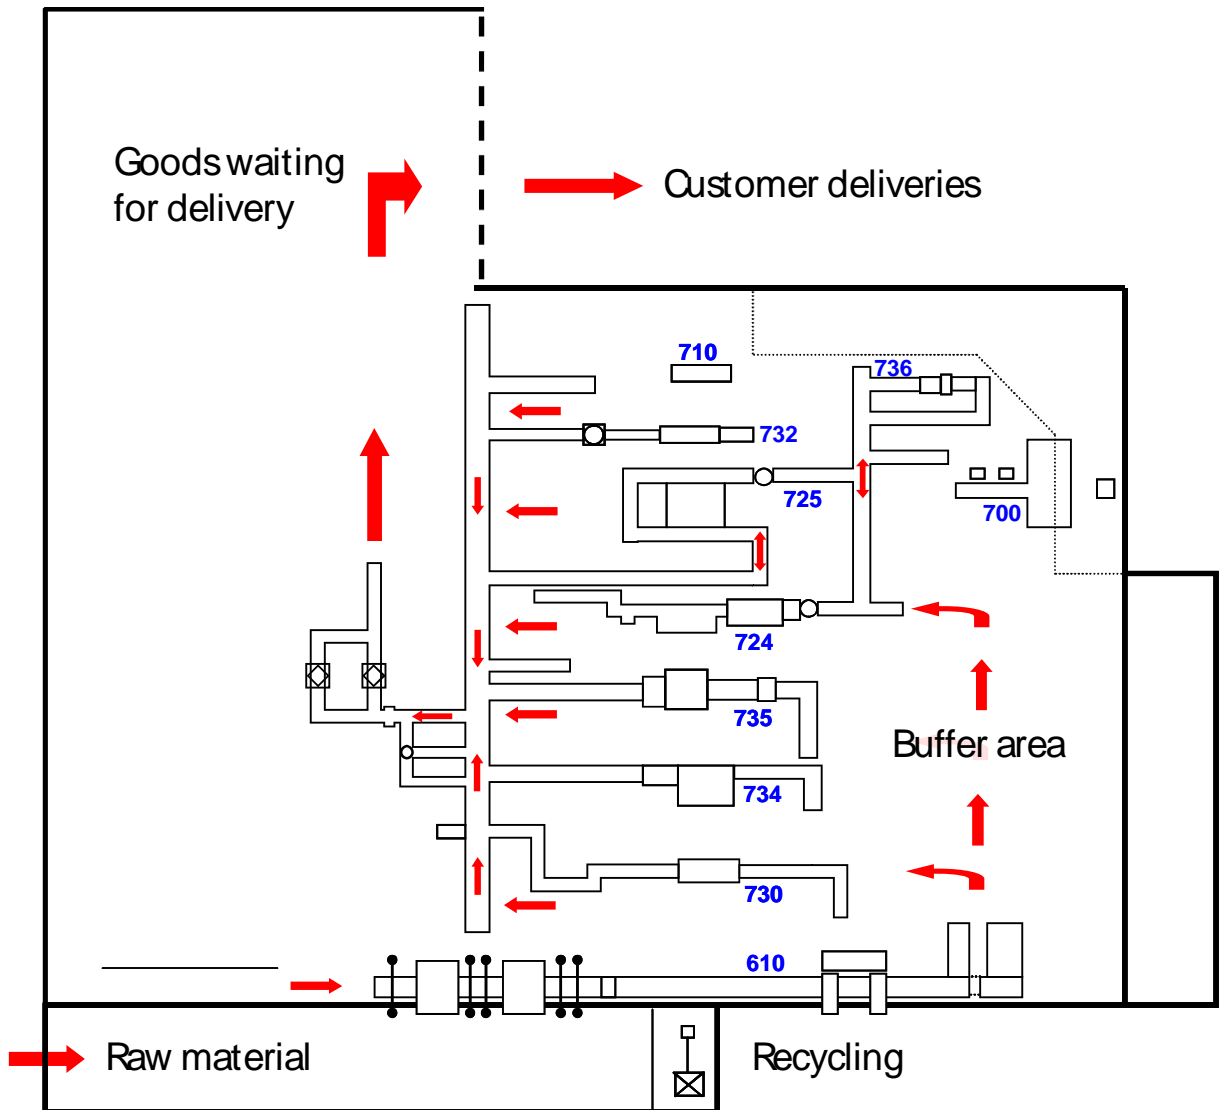 Goods waiting
for delivery
Customer deliveries
710
736
732
725
700
724
735
Buffer area
734
730
610
Raw material
Recycling